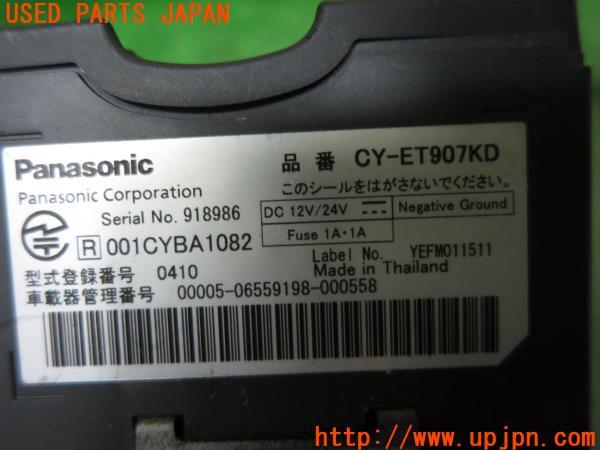 USED PARTS JAPAN
Panasonic
品番 CY-ET907KD
Panasonic Corporation
このシールをはがさないでください。
Serial No. 918986
DC 12V/24V
Negative Ground
Fuse 1A・1A
R 001CYBA1082
Label No. YEFM011511
型式登録番号 0410
Made in Thailand
車載器管理番号 00005-06559198-000558
UPJ
http://www.upjpn.com